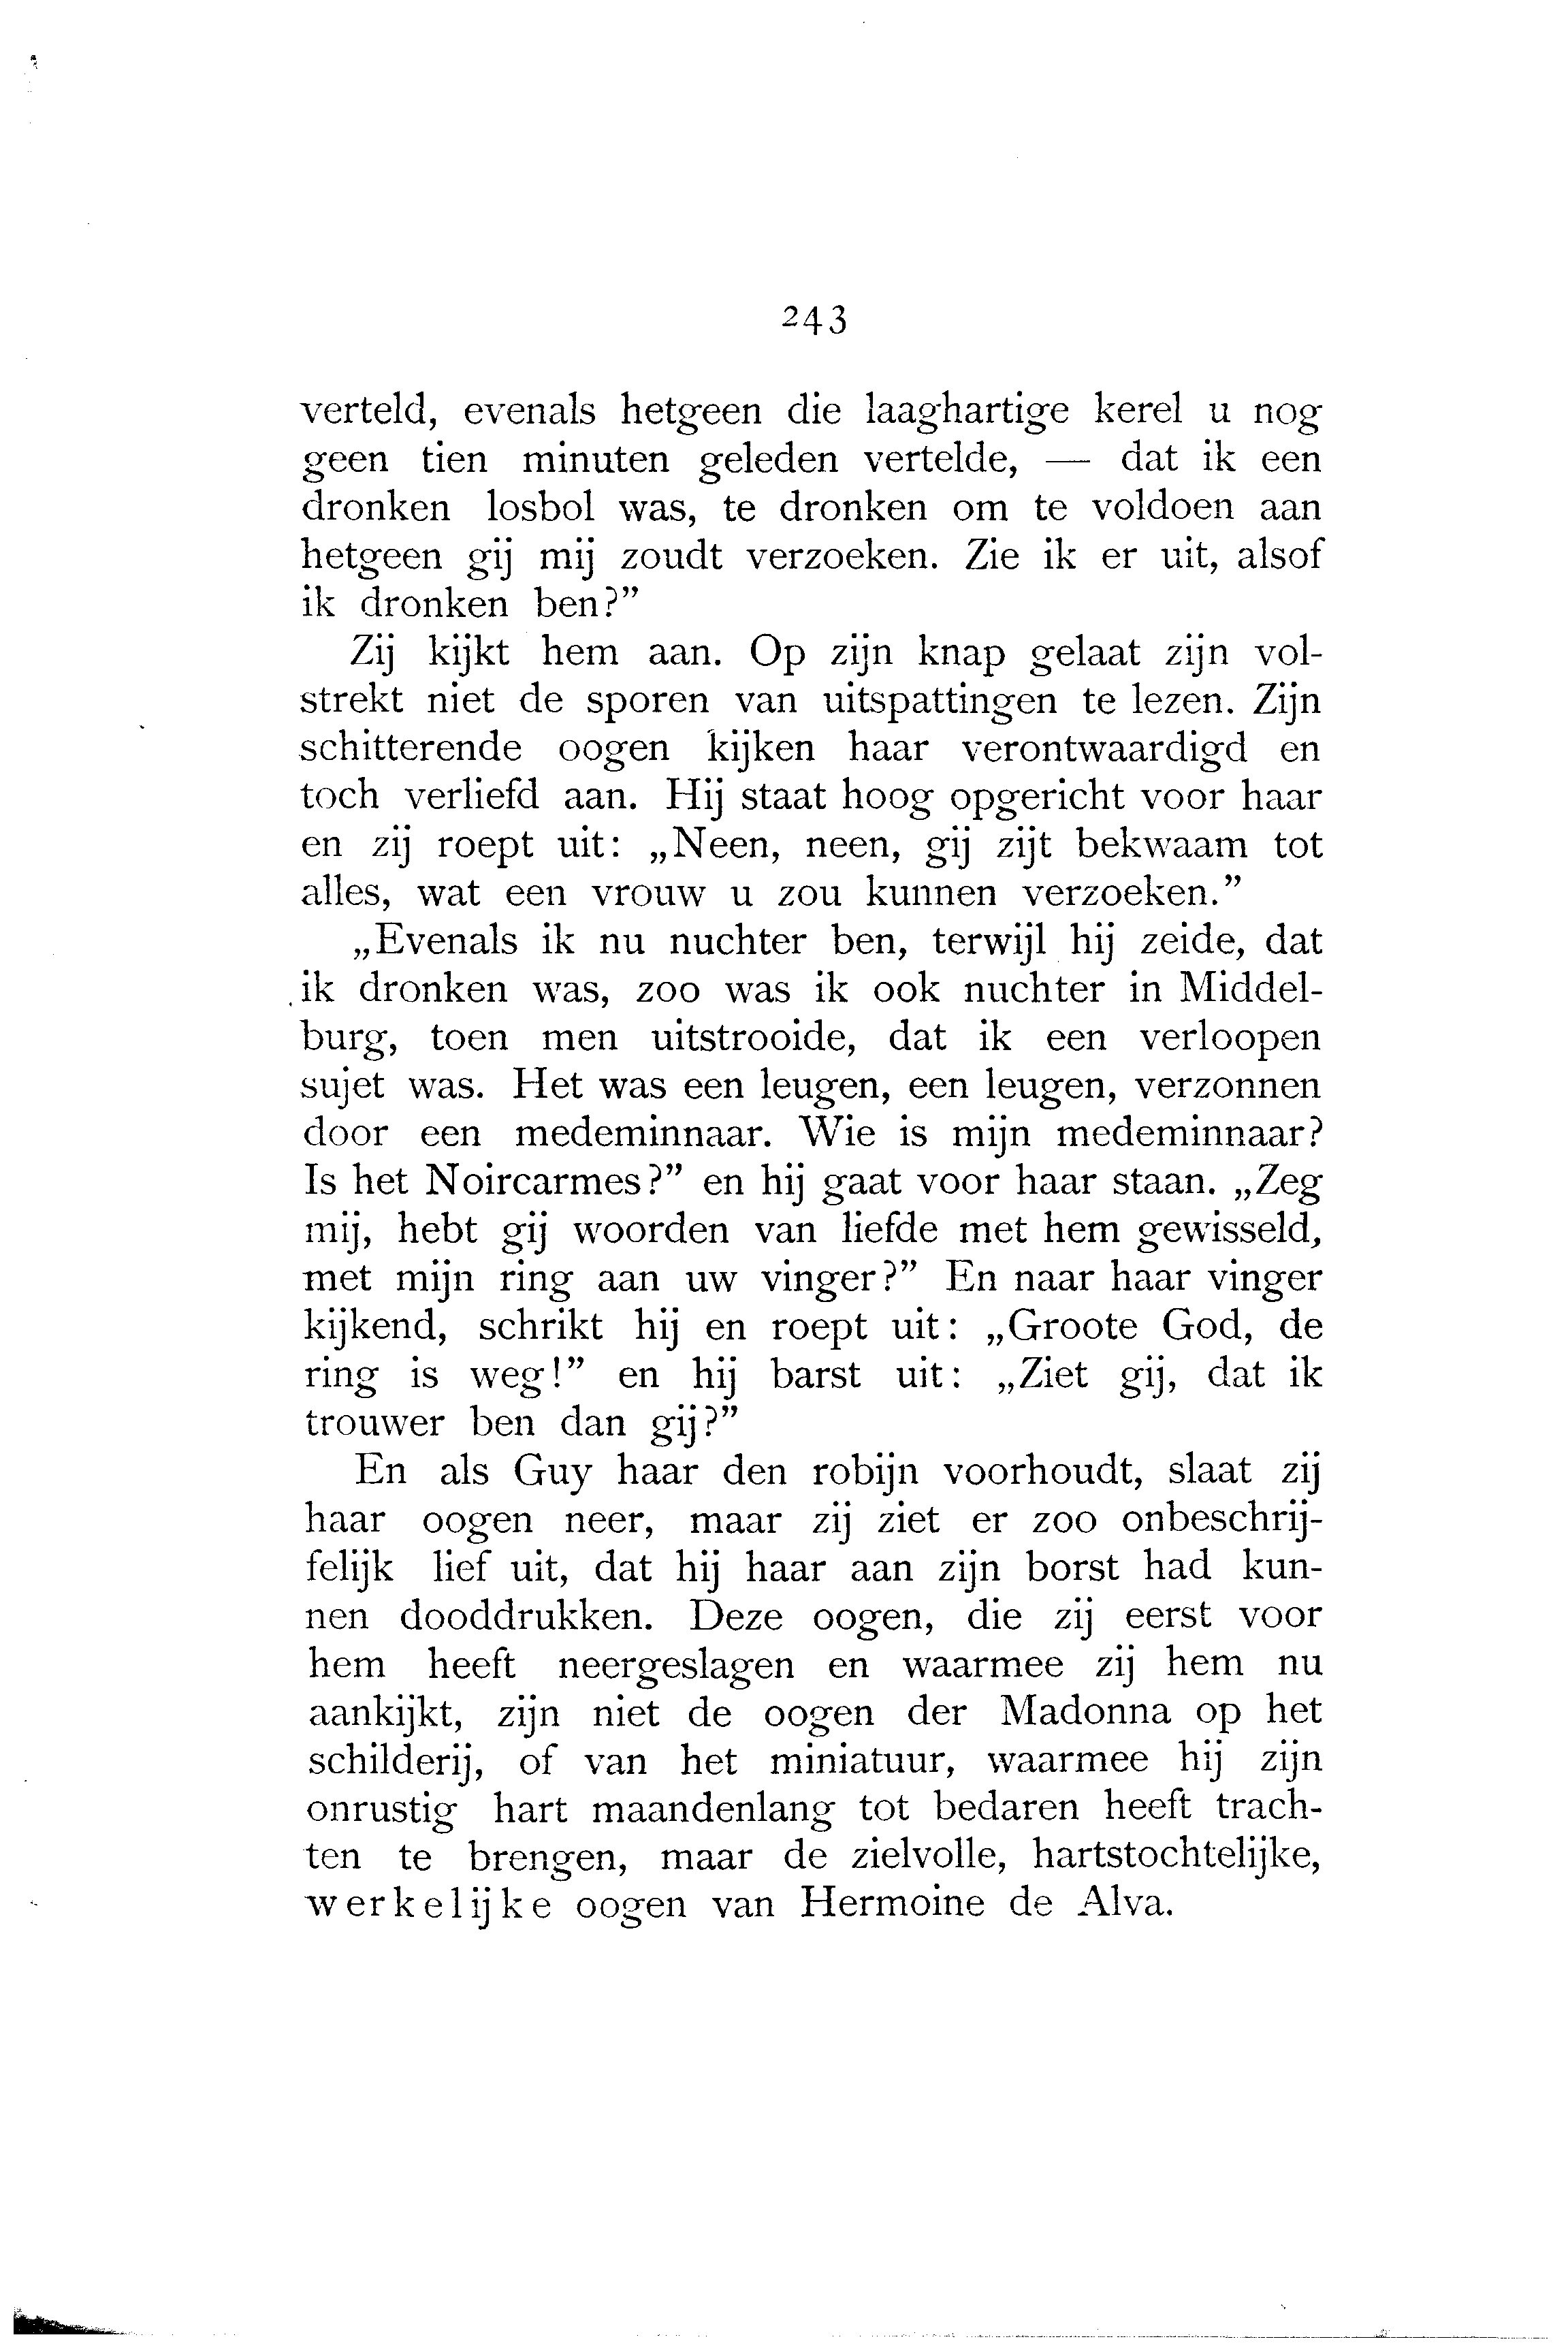 243
verteld, evenals hetgeen die laaghartige kerel u nog
geen tien minuten geleden vertelde, — dat ik een
dronken losbol was, te dronken om te voldoen aan
hetgeen gij mij zoudt verzoeken. Zie ik er uit, alsof
ik dronken ben?”
Zij kijkt hem aan. Op zijn knap gelaat zijn vol-
strekt niet de sporen van uitspattingen te lezen. Zijn
schitterende oogen kijken haar verontwaardigd en
toch verliefd aan. Hij staat hoog opgericht voor haar
en zij roept uit: „Neen, neen, gij zijt bekwaam tot
alles, wat een vrouw u zou kunnen verzoeken.”
„Evenals ik nu nuchter ben, terwijl hij zeide, dat
ik dronken was, zoo was ik ook nuchter in Middel-
burg, toen men uitstrooide, dat ik een verloopen
sujet was. Het was een leugen, een leugen, verzonnen
door een medeminnaar. Wie is mijn medeminnaar?
Is het Noircarmes?” en hij gaat voor haar staan. „Zeg
mij, hebt gij woorden van liefde met hem gewisseld,
met mijn ring aan uw vinger?” En naar haar vinger
kijkend, schrikt hij en roept uit: „Groote God, de
ring is weg!” en hij barst uit: „Ziet gij, dat ik
trouwer ben dan gij?”
En als Guy haar den robijn voorhoudt, slaat zij
haar oogen neer, maar zij ziet er zoo onbeschrij-
felijk lief uit, dat hij haar aan zijn borst had kun-
nen dooddrukken. Deze oogen, die zij eerst voor
hem heeft neergeslagen en waarmee zij hem nu
aankijkt, zijn niet de oogen der Madonna op het
schilderij, of van het miniatuur, waarmee hij zijn
onrustig hart maandenlang tot bedaren heeft trach-
ten te brengen, maar de zielvolle, hartstochtelijke,
werkelijke oogen van Hermoine de Alva.